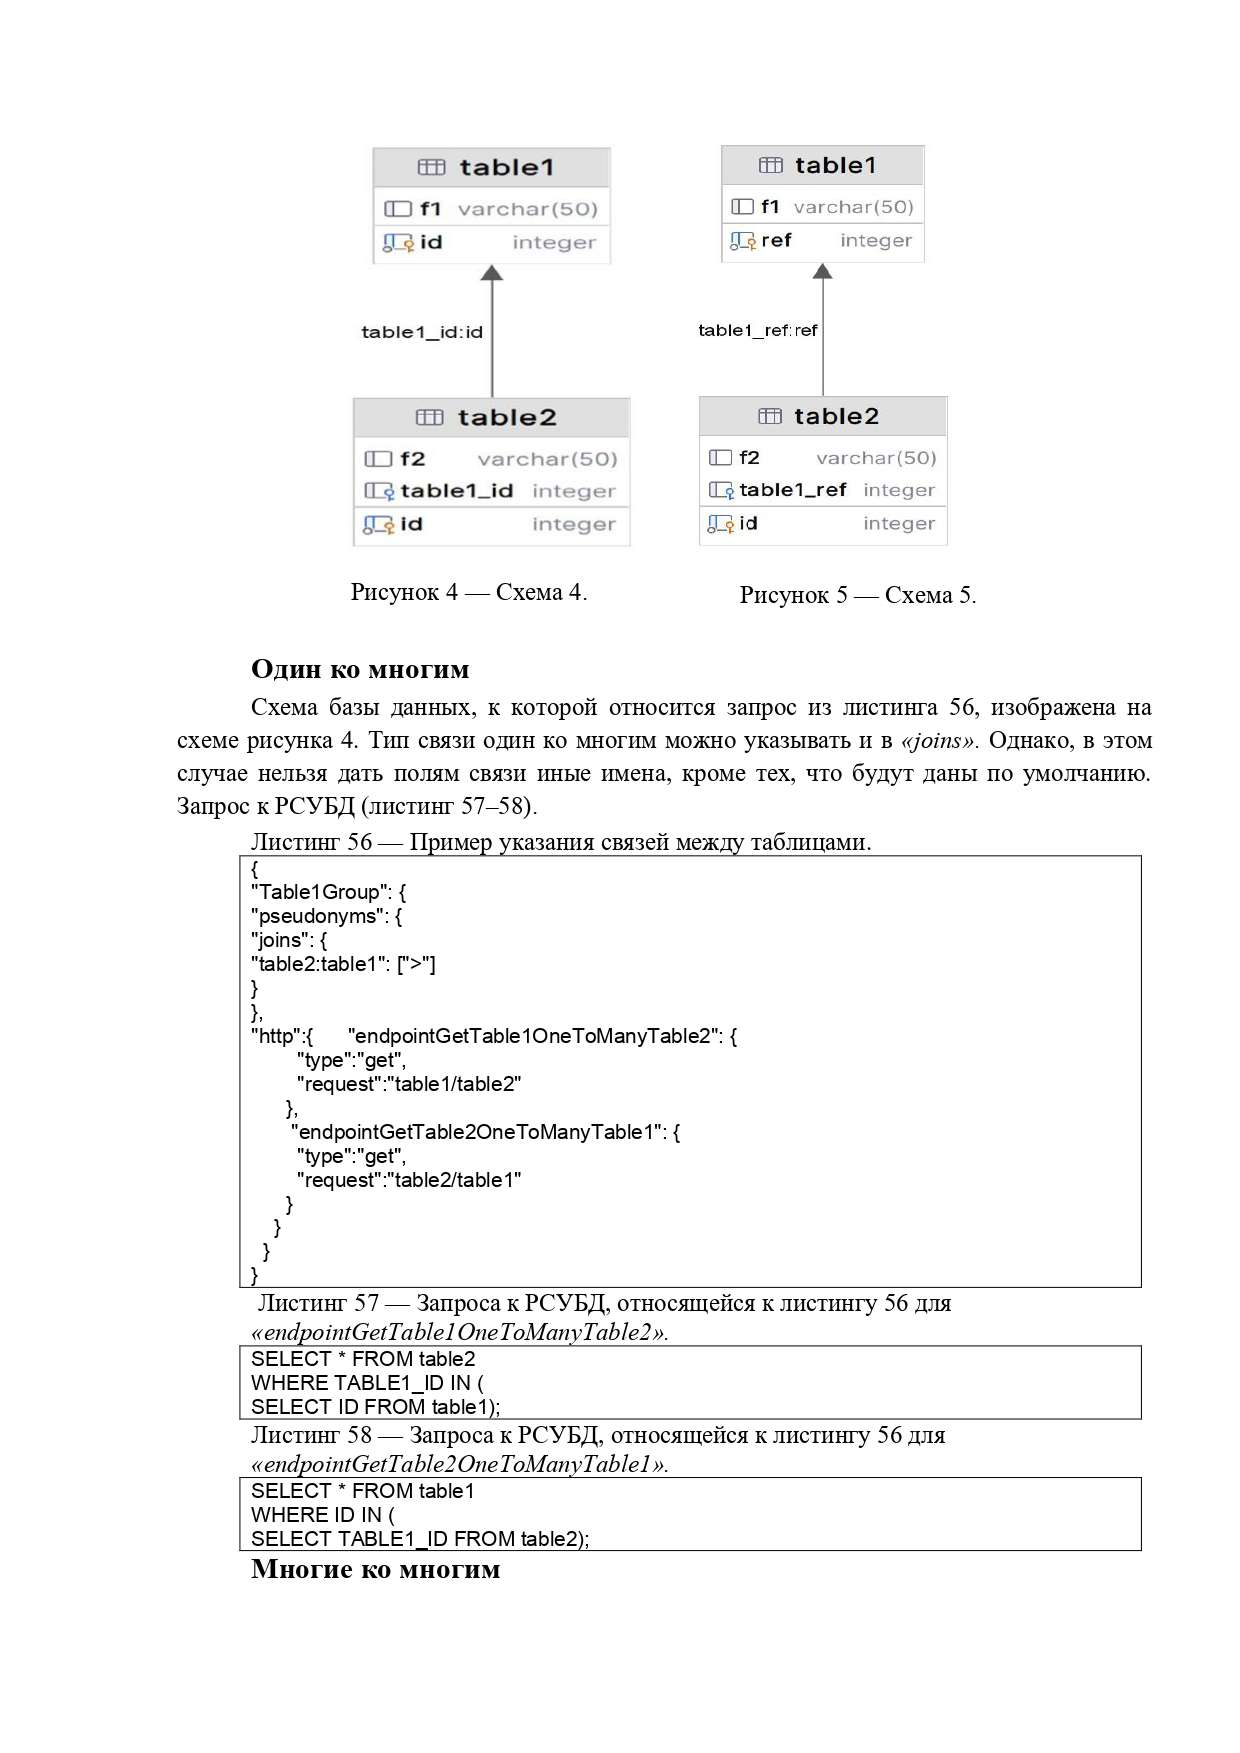 table1
f1 varchar(50)
id integer
table1_id:id
table2
f2 varchar(50)
table1_id integer
id integer
Рисунок 4 — Схема 4.
table1
f1 varchar(50)
ref integer
table1_ref:ref
table2
f2 varchar(50)
table1_ref integer
id integer
Рисунок 5 — Схема 5.
Один ко многим
Схема базы данных, к которой относится запрос из листинга 56, изображена на
схеме рисунка 4. Тип связи один ко многим можно указывать и в «joins». Однако, в этом
случае нельзя дать полям связи иные имена, кроме тех, что будут даны по умолчанию.
Запрос к РСУБД (листинг 57–58).
Листинг 56 — Пример указания связей между таблицами.
{
"Table1Group": {
"pseudonyms": {
"joins": {
"table2:table1": [">"]
}
},
"http":{ "endpointGetTable1OneToManyTable2": {
"type":"get",
"request":"table1/table2"
},
"endpointGetTable2OneToManyTable1": {
"type":"get",
"request":"table2/table1"
}
}
}
}
Листинг 57 — Запроса к РСУБД, относящейся к листингу 56 для
«endpointGetTable1OneToManyTable2».
SELECT * FROM table2
WHERE TABLE1_ID IN (
SELECT ID FROM table1);
Листинг 58 — Запроса к РСУБД, относящейся к листингу 56 для
«endpointGetTable2OneToManyTable1».
SELECT * FROM table1
WHERE ID IN (
SELECT TABLE1_ID FROM table2);
Многие ко многим